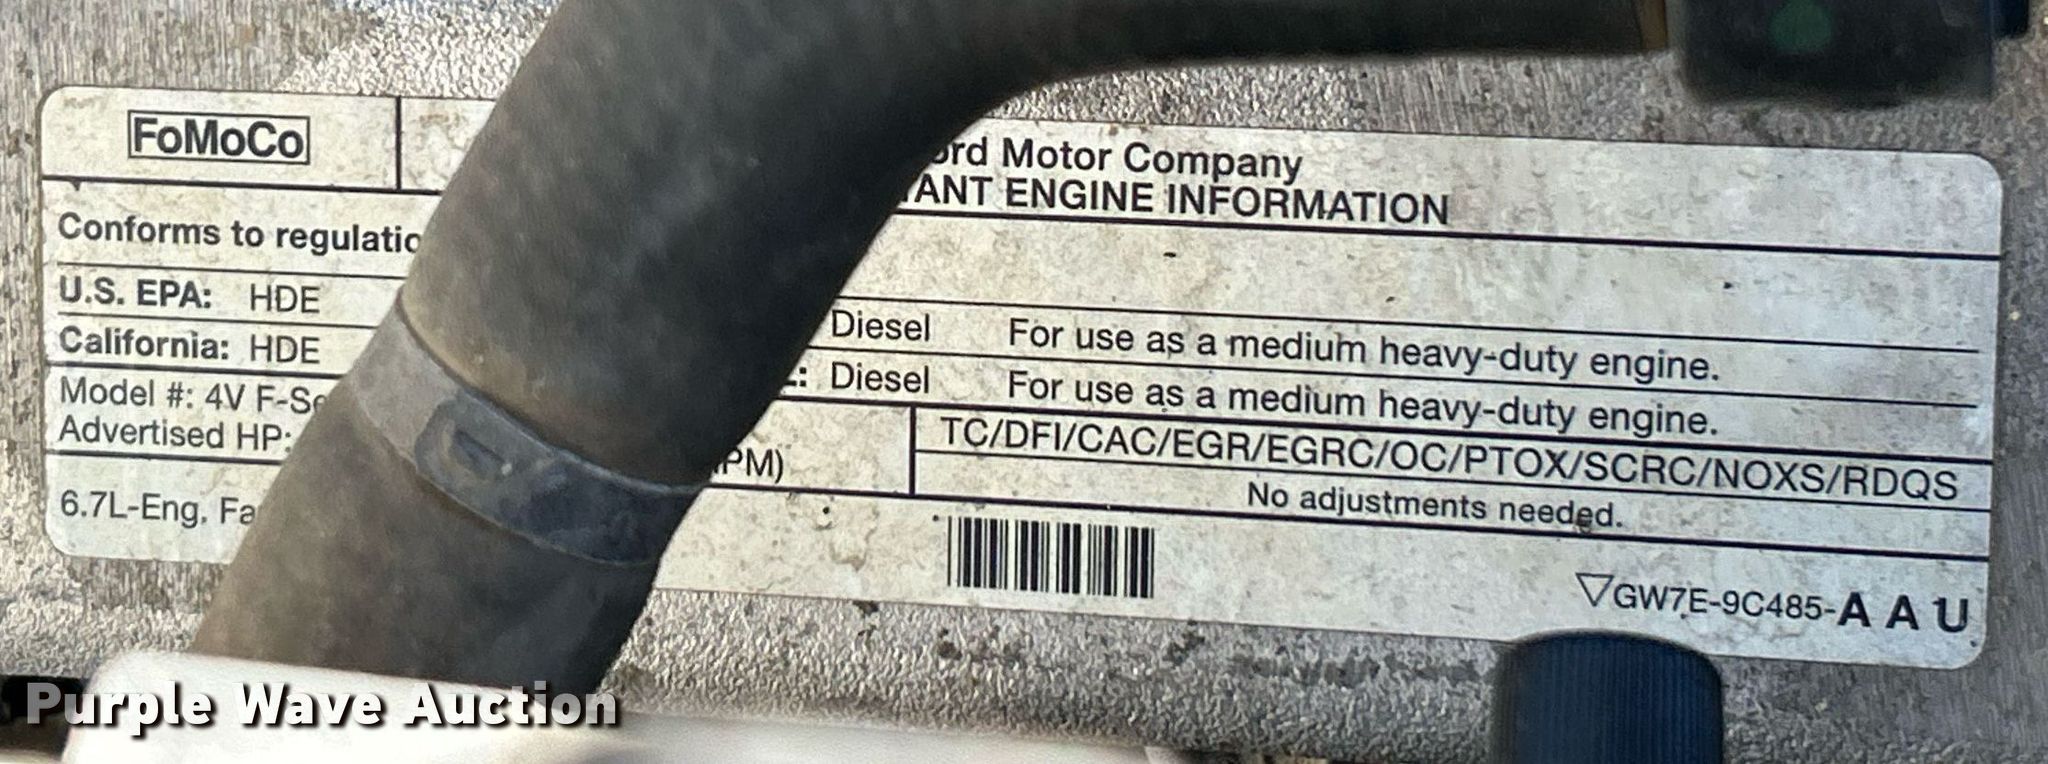 FoMoCo
ord Motor Company
TANT ENGINE INFORMATION
Conforms to regulatio
U.S. EPA: HDE
Diesel For use as a medium heavy-duty engine.
California: HDE
: Diesel For use as a medium heavy-duty engine.
Model #: 4V F-S
Advertised HP:
PM)
TC/DFI/CAC/EGR/EGRC/OC/PTOX/SCRC/NOXS/RDQS
No adjustments needed.
6.7L-Eng. Fa
▽GW7E-9C485-A A U
Purple Wave Auction